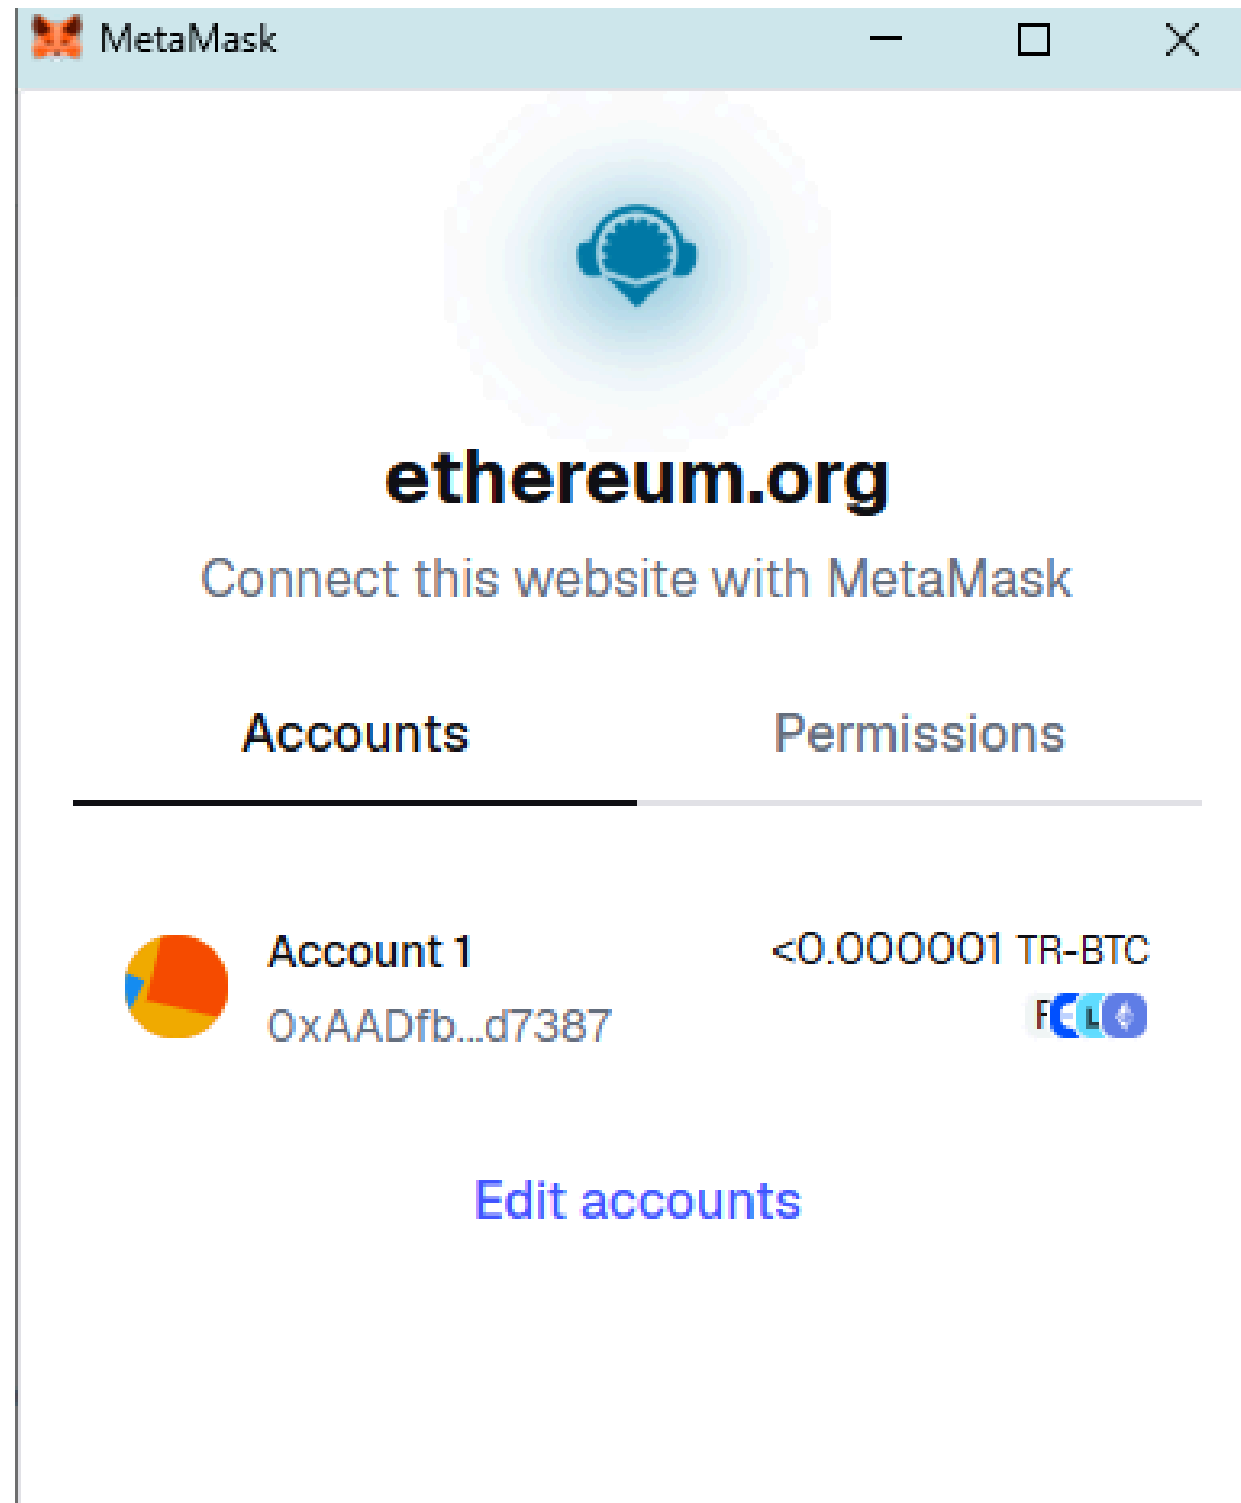 MetaMask
ethereum.org
Connect this website with MetaMask
Accounts Permissions
Account 1 <0.000001 TR-BTC
0xAADfb...d7387 F L
Edit accounts